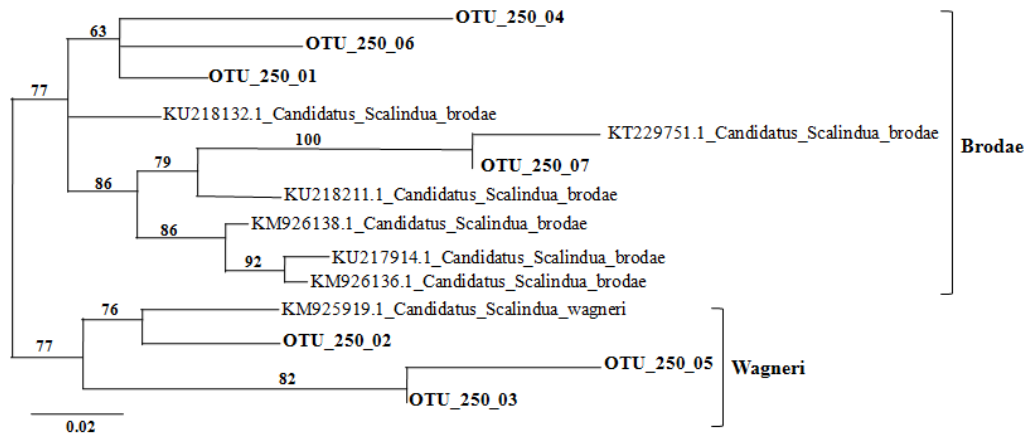 OTU_250_04
63
OTU_250_06
OTU_250_01
77
KU218132.1_Candidatus_Scalindua_brodae
100
KT229751.1_Candidatus_Scalindua_brodae
Brodae
79
OTU_250_07
86
KU218211.1_Candidatus_Scalindua_brodae
KM926138.1_Candidatus_Scalindua_brodae
86
KU217914.1_Candidatus_Scalindua_brodae
92
KM926136.1_Candidatus_Scalindua_brodae
76
KM925919.1_Candidatus_Scalindua_wagneri
77
OTU_250_02
OTU_250_05
Wagneri
82
OTU_250_03
0.02